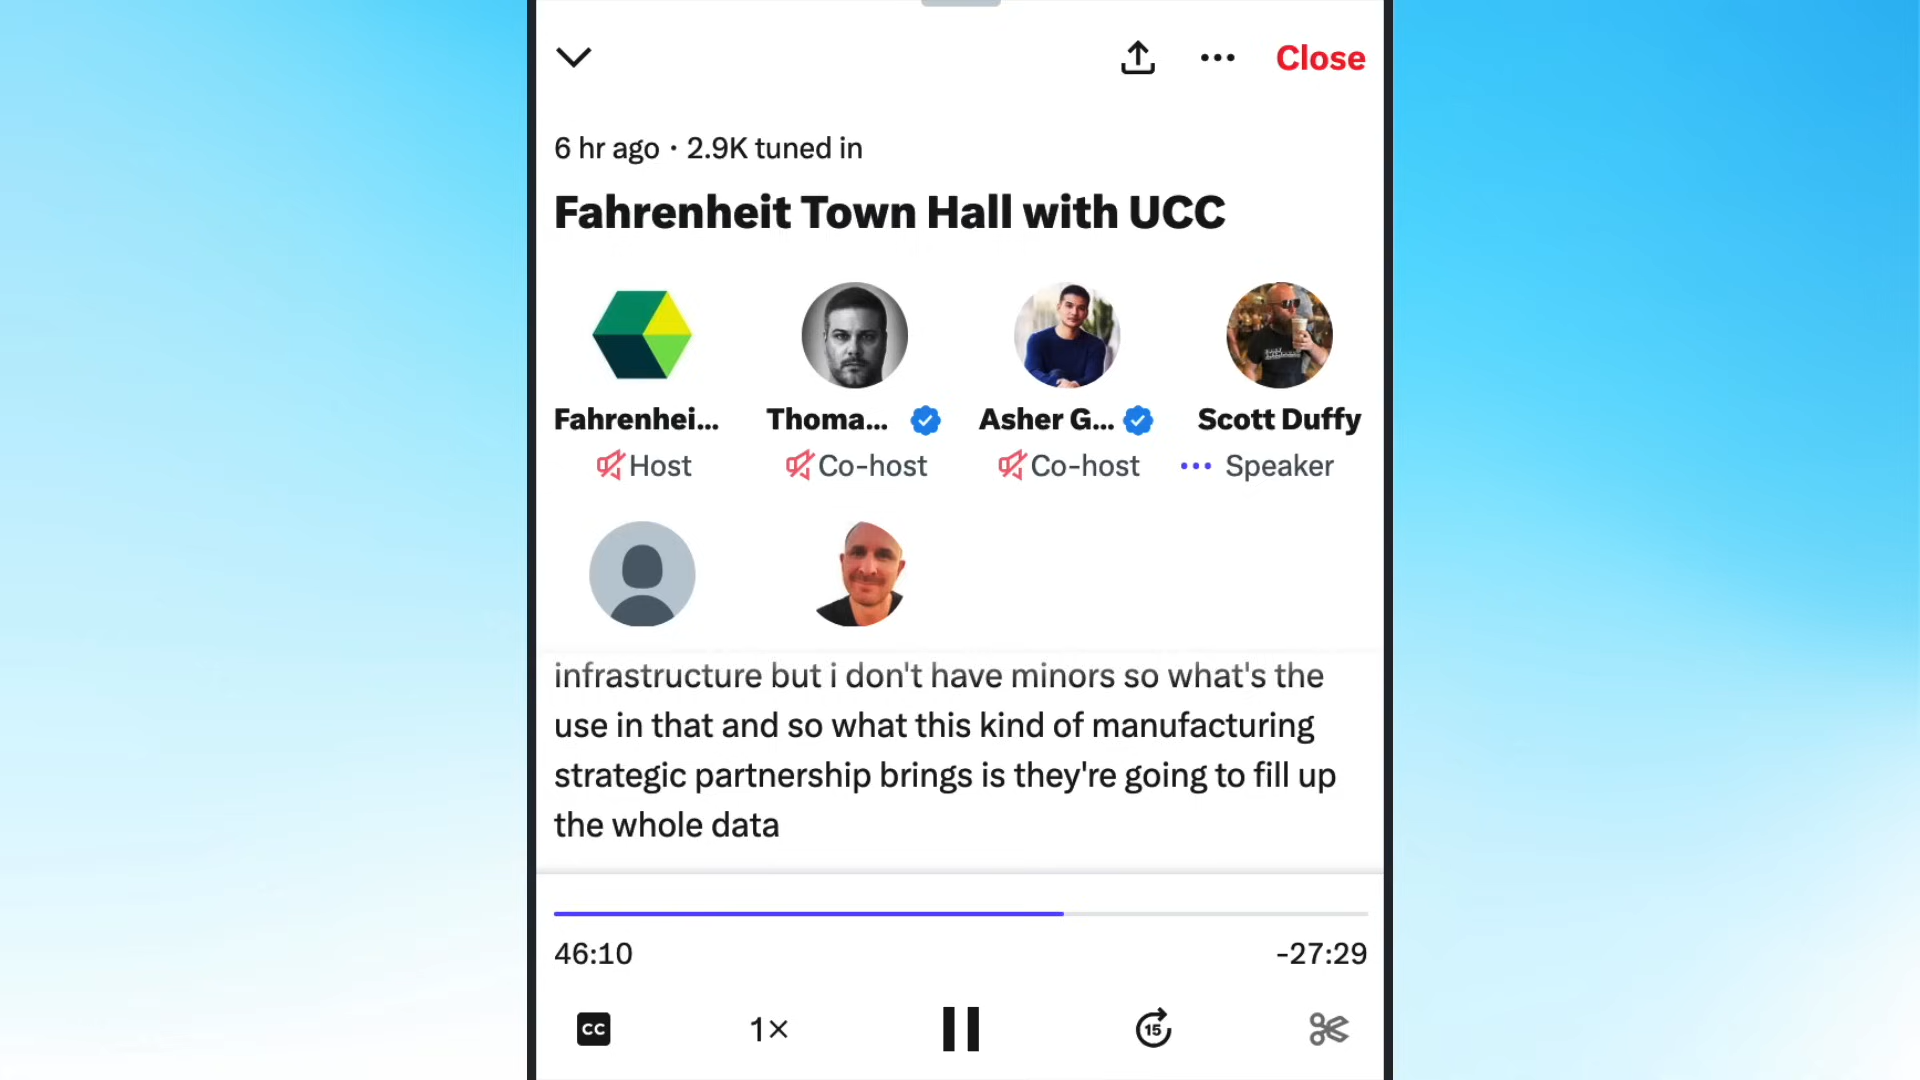 Close
6 hr ago · 2.9K tuned in
Fahrenheit Town Hall with UCC
Fahrenhei... Thoma... Asher G... Scott Duffy
Host Co-host Co-host Speaker
infrastructure but i don't have minors so what's the
use in that and so what this kind of manufacturing
strategic partnership brings is they're going to fill up
the whole data
46:10 -27:29
CC 1× 15